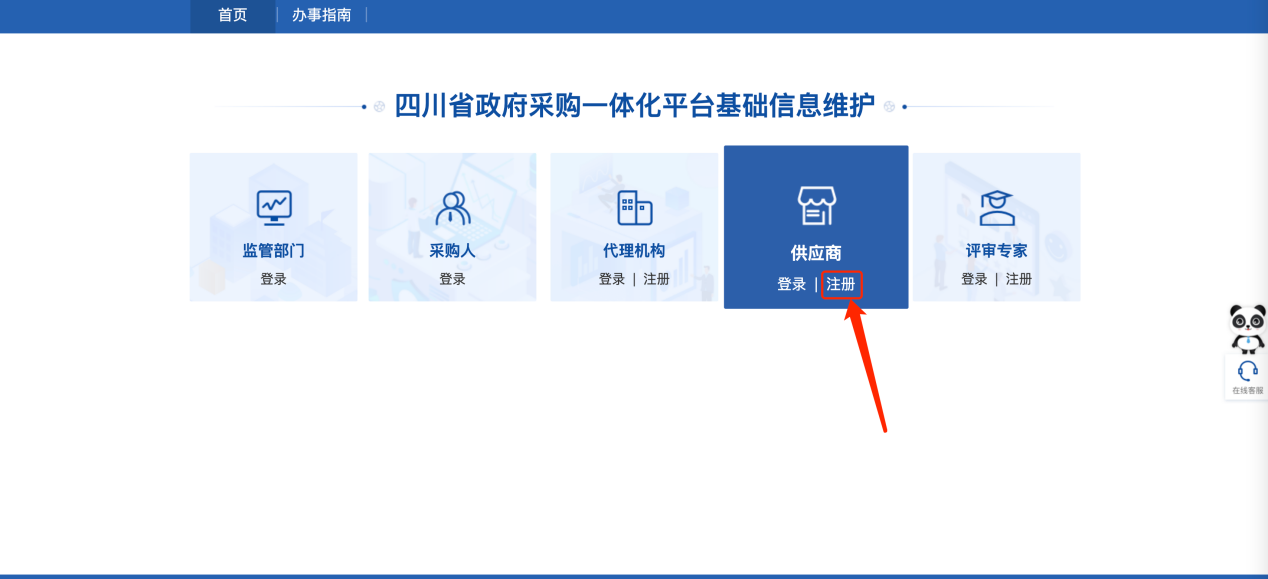 首页 办事指南
四川省政府采购一体化平台基础信息维护
监管部门
登录
采购人
登录
代理机构
登录 | 注册
供应商
登录 | 注册
评审专家
登录 | 注册
在线客服